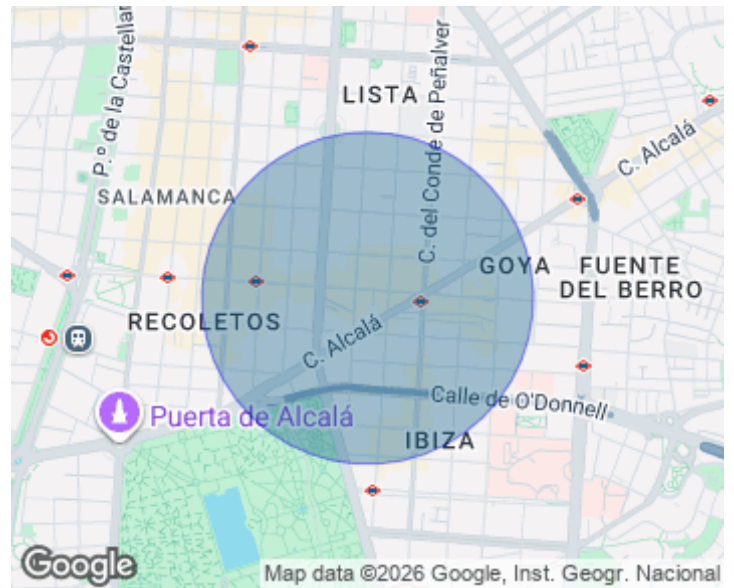 P.º de la Castellan
LISTA
C. del Conde de Peñalver
C. Alcalá
SALAMANCA
GOYA
FUENTE
DEL BERRO
RECOLETOS
C. Alcalá
Puerta de Alcalá
Calle de O'Donnell
IBIZA
Google
Map data ©2026 Google, Inst. Geogr. Nacional